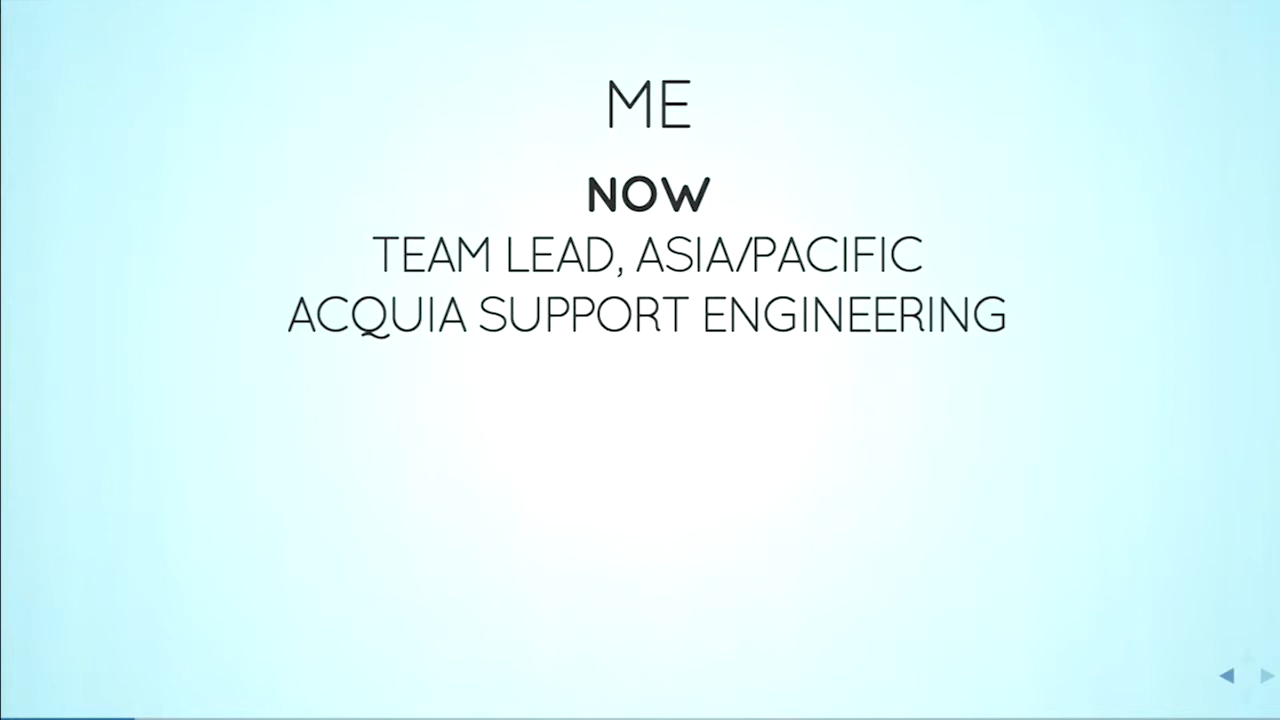 ME
NOW
TEAM LEAD, ASIA/PACIFIC
ACQUIA SUPPORT ENGINEERING